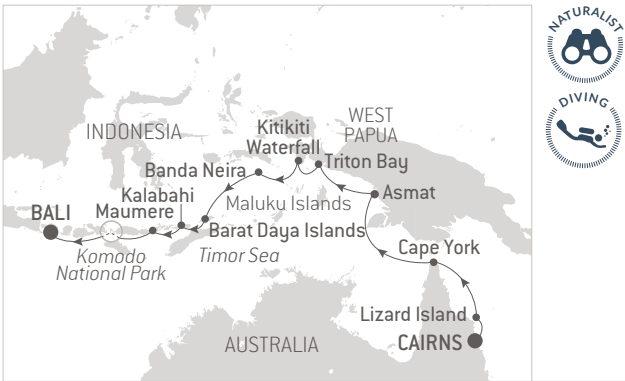 NATURALIST
DIVING
INDONESIA
WEST
PAPUA
Kitikiti
Waterfall
Triton Bay
Banda Neira
Asmat
Kalabahi
Maluku Islands
BALI
Maumere
Barat Daya Islands
Cape York
Komodo
National Park
Timor Sea
Lizard Island
AUSTRALIA
CAIRNS